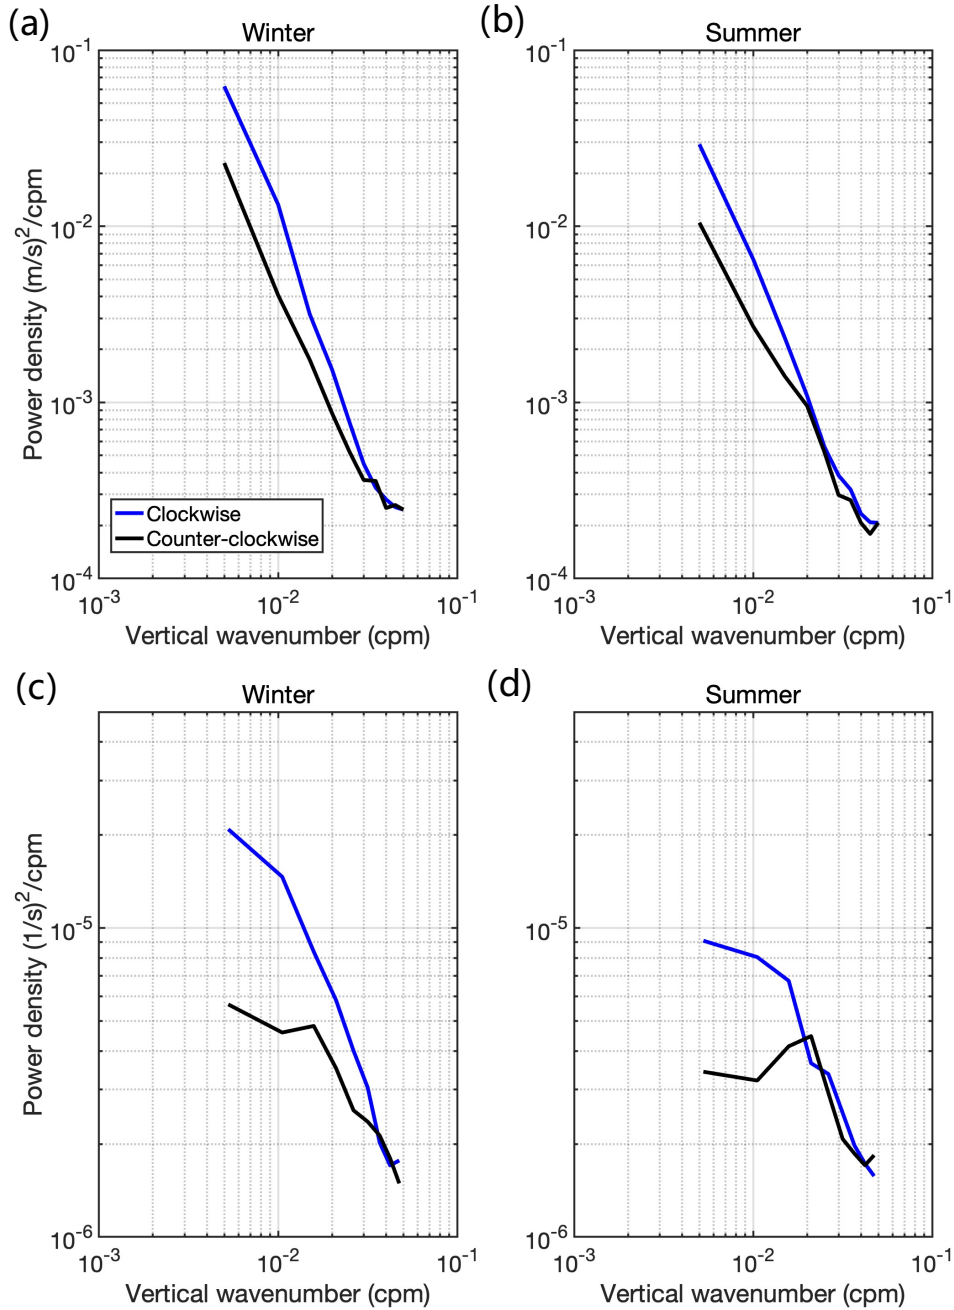 (a)
Winter
(b)
Summer
10^-1
10^-2
10^-3
10^-4
Power density (m/s)^2/cpm
Clockwise
Counter-clockwise
10^-3
10^-2
10^-1
Vertical wavenumber (cpm)
10^-1
10^-2
10^-3
10^-4
10^-3
10^-2
10^-1
Vertical wavenumber (cpm)
(c)
Winter
(d)
Summer
10^-5
10^-6
Power density (1/s)^2/cpm
10^-3
10^-2
10^-1
Vertical wavenumber (cpm)
10^-5
10^-6
10^-3
10^-2
10^-1
Vertical wavenumber (cpm)